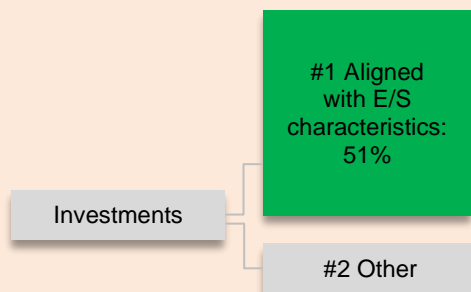 #1 Aligned
with E/S
characteristics:
51%
Investments
#2 Other